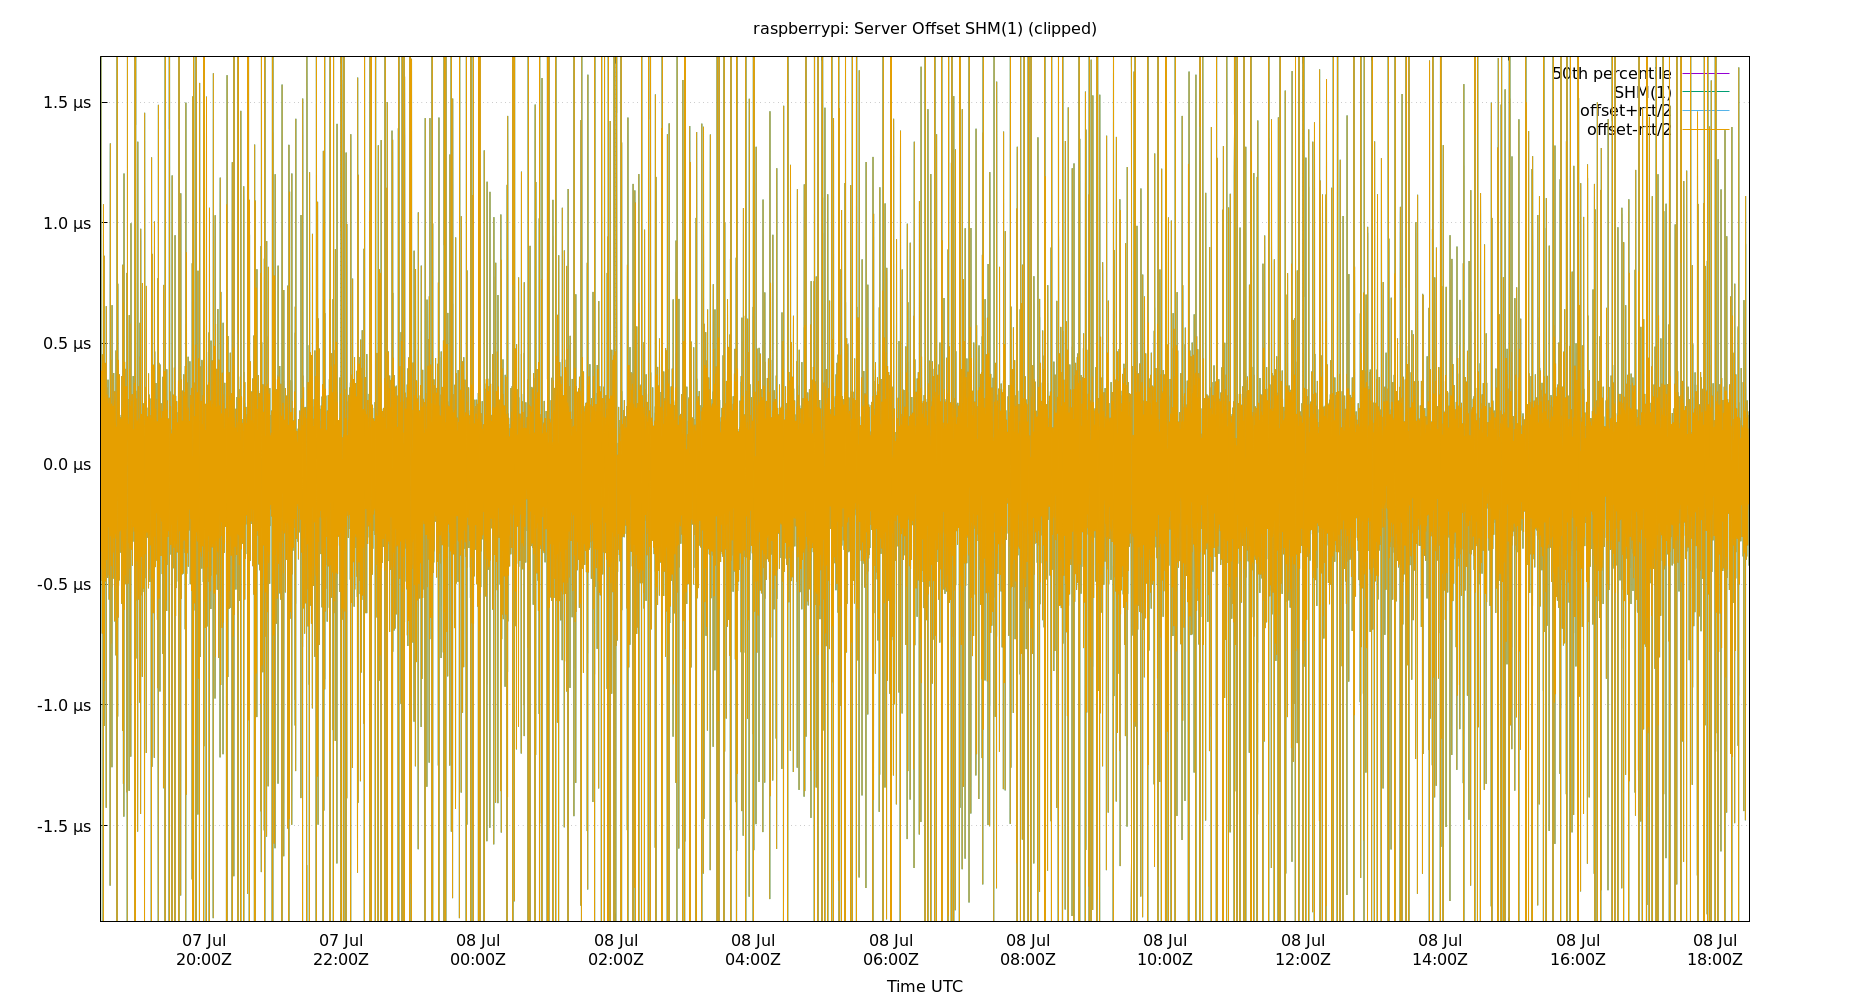 raspberrypi: Server Offset SHM(1) (clipped)
50th percentile
SHM(1)
offset+rtt/2
offset-rtt/2
1.5 µs
1.0 µs
0.5 µs
0.0 µs
-0.5 µs
-1.0 µs
-1.5 µs
07 Jul 07 Jul 08 Jul 08 Jul 08 Jul 08 Jul 08 Jul 08 Jul 08 Jul 08 Jul 08 Jul 08 Jul
20:00Z 22:00Z 00:00Z 02:00Z 04:00Z 06:00Z 08:00Z 10:00Z 12:00Z 14:00Z 16:00Z 18:00Z
Time UTC